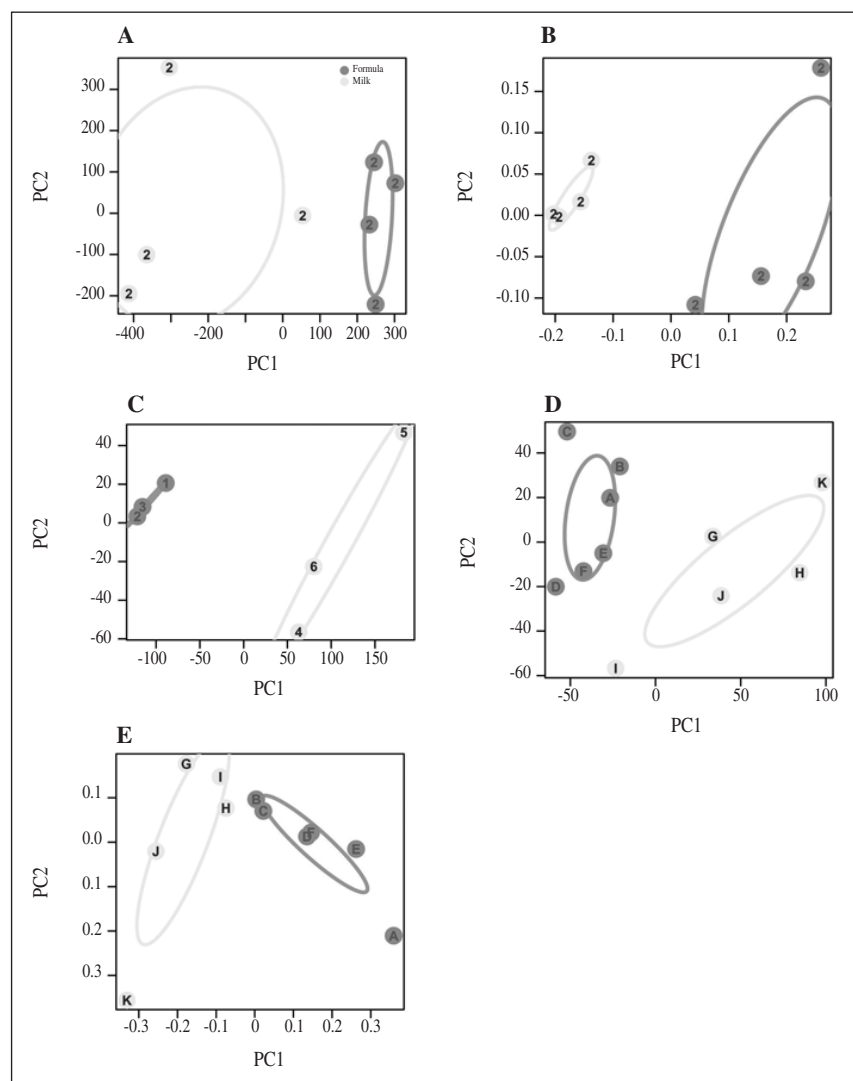 A
300
200
100
0
-100
-200
PC2
2
2
2
2
2
2
2
2
Formula
Milk
-400
-200
0
100
200
300
PC1
B
0.15
0.10
0.05
0.00
-0.05
-0.10
PC2
2
2
2
2
2
2
2
2
-0.2
-0.1
0.0
0.1
0.2
PC1
C
40
20
0
-20
-40
-60
PC2
1
3
2
5
6
4
-100
-50
0
50
100
150
PC1
D
40
20
0
-20
-40
-60
PC2
C
B
A
E
F
D
K
G
H
J
I
-50
0
50
100
PC1
E
0.1
0.0
0.1
0.2
0.3
PC2
G
I
H
J
K
B
C
D
F
E
A
-0.3
-0.2
-0.1
0
0.1
0.2
0.3
PC1